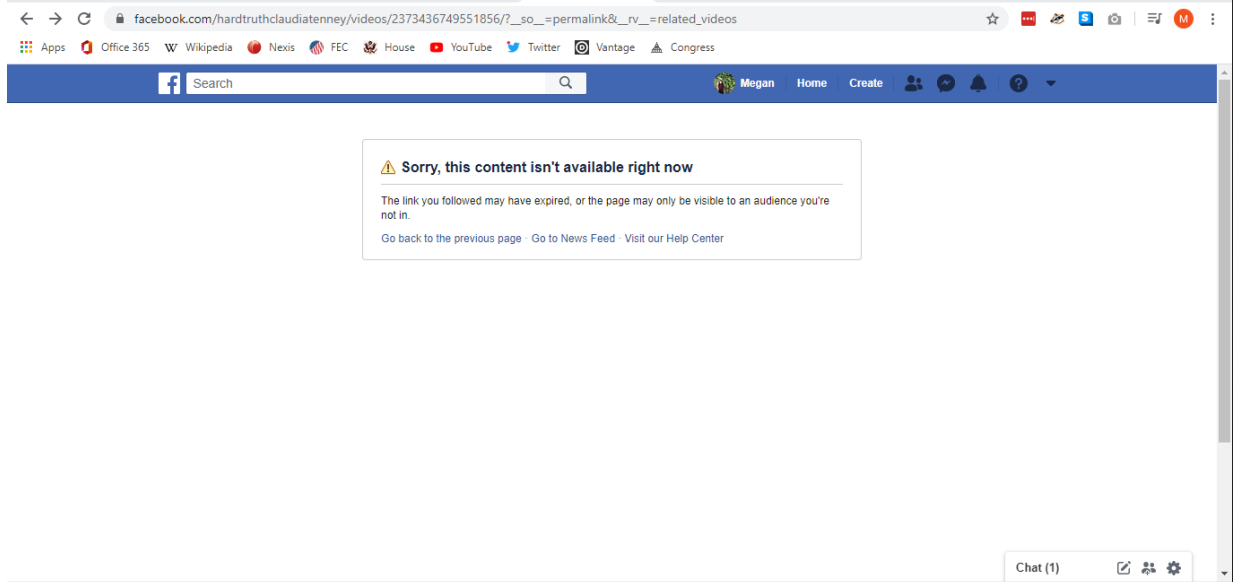 facebook.com/hardtruthclaudiatenney/videos/2373436749551856/?__so__=permalink&__rv__=related_videos M
Apps Office 365 W Wikipedia Nexis FEC House YouTube Twitter Vantage Congress
f Search Megan Home Create ?
Sorry, this content isn't available right now
The link you followed may have expired, or the page may only be visible to an audience you're
not in.
Go back to the previous page · Go to News Feed · Visit our Help Center
Chat (1)